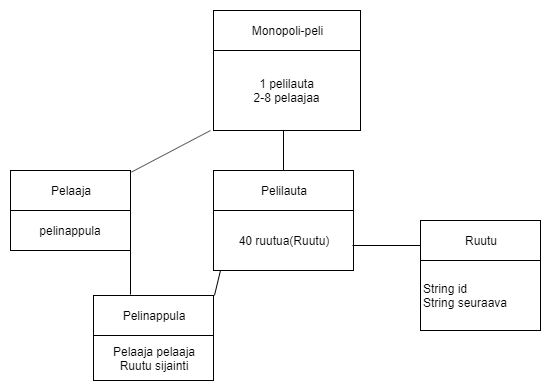 Monopoli-peli
1 pelilauta
2-8 pelaajaa
Pelaaja
pelinappula
Pelilauta
40 ruutua(Ruutu)
Ruutu
String id
String seuraava
Pelinappula
Pelaaja pelaaja
Ruutu sijainti